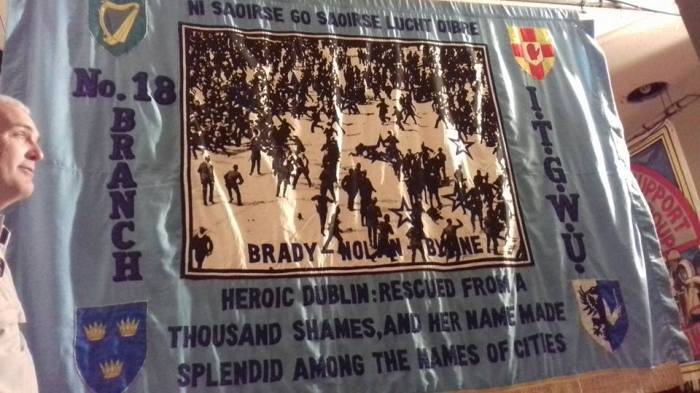 NI SAOIRSE GO SAOIRSE LUCHT OIBRE
No. 18
BRANCH
I.T.G.W.U.
BRADY - NOLAN - BYRNE
HEROIC DUBLIN: RESCUED FROM A
THOUSAND SHAMES, AND HER NAME MADE
SPLENDID AMONG THE NAMES OF CITIES
SUPPORT